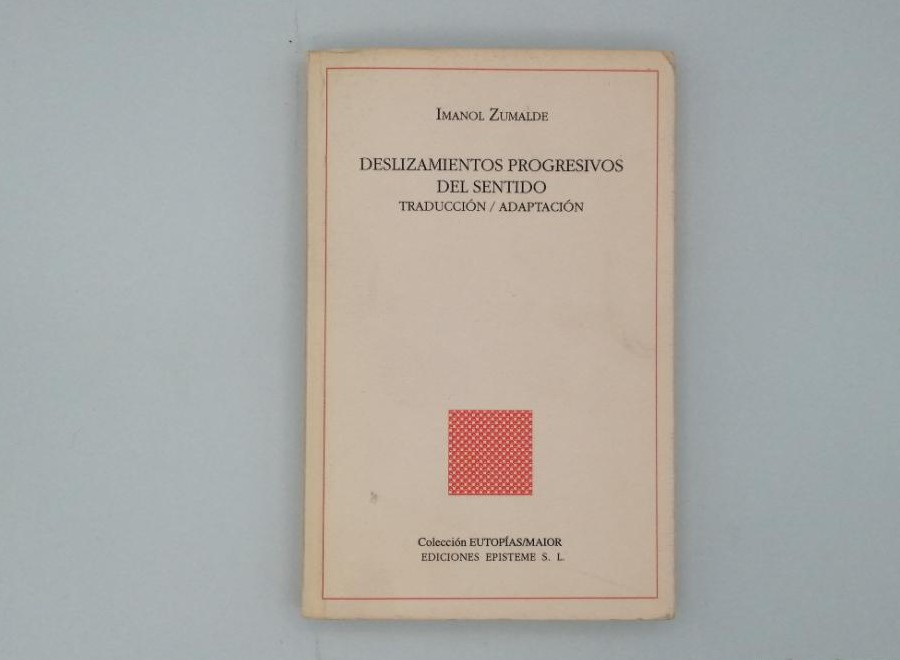 Imanol Zumalde
DESLIZAMIENTOS PROGRESIVOS
DEL SENTIDO
TRADUCCIÓN / ADAPTACIÓN
Colección EUTOPÍAS/MAIOR
EDICIONES EPISTEME S. L.